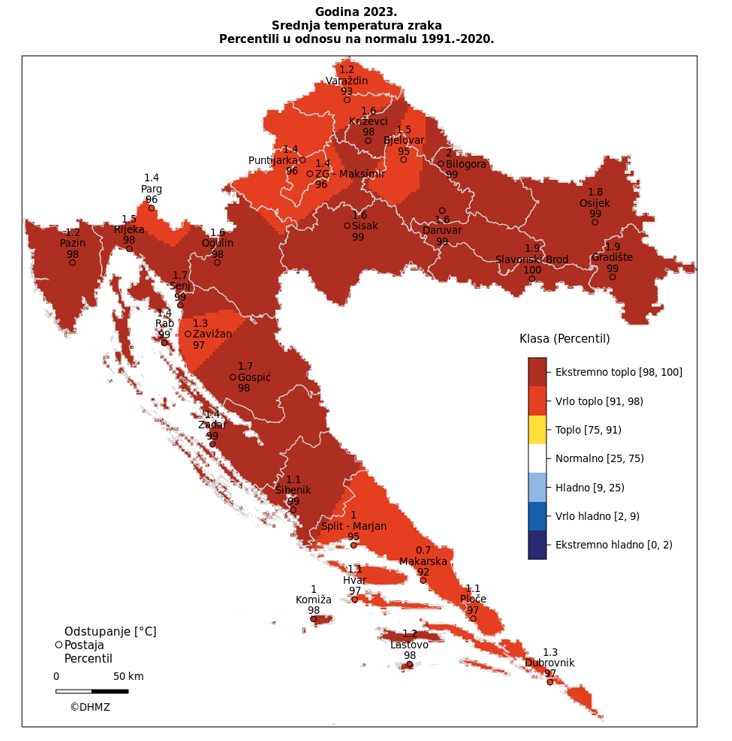 Godina 2023.
Srednja temperatura zraka
Percentili u odnosu na normalu 1991.-2020.
1.2
Varaždin
93
1.6
Križevci
98
1.5
Bjelovar
95
1.4
Puntijarka
96
1.4
ZG - Maksimir
96
2
Bilogora
99
1.4
Parg
96
1.8
Osijek
99
1.2
Pazin
98
1.5
Rijeka
98
1.6
Ogulin
98
1.6
Sisak
99
1.6
Daruvar
99
1.9
Slavonski Brod
100
1.9
Gradište
99
1.7
Senj
99
1.4
Rab
99
1.3
Zavižan
97
1.7
Gospić
98
1.4
Zadar
99
1.1
Šibenik
99
1
Split - Marjan
95
0.7
Makarska
92
1.1
Hvar
97
1
Komiža
98
1.1
Ploče
97
1.2
Lastovo
98
1.3
Dubrovnik
97
Klasa (Percentil)
Ekstremno toplo [98, 100]
Vrlo toplo [91, 98)
Toplo [75, 91)
Normalno [25, 75)
Hladno [9, 25)
Vrlo hladno [2, 9)
Ekstremno hladno [0, 2)
Odstupanje [°C]
Postaja
Percentil
0 50 km
©DHMZ